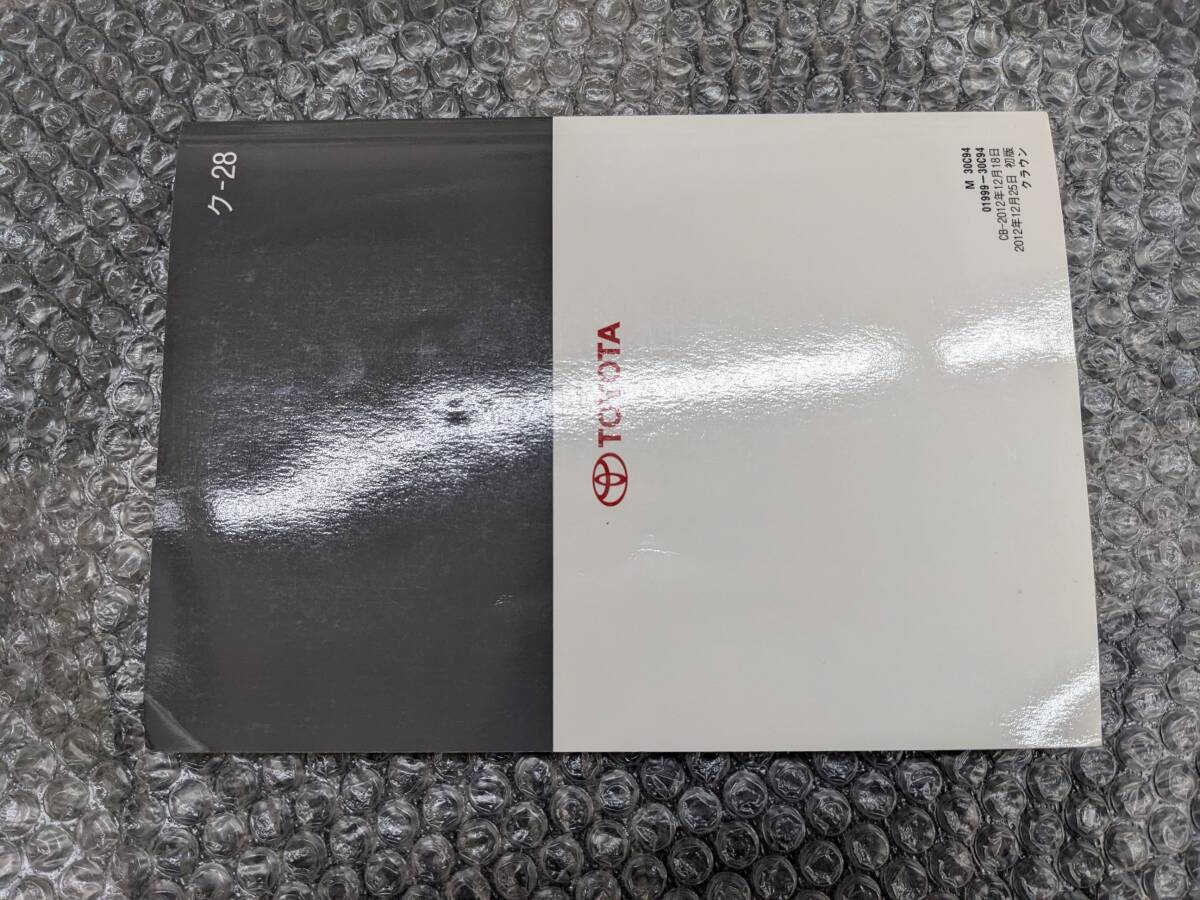 ク-28
TOYOTA
M 30C94
01999-30C94
CB-2012年12月18日
2012年12月25日 初版
クラウン